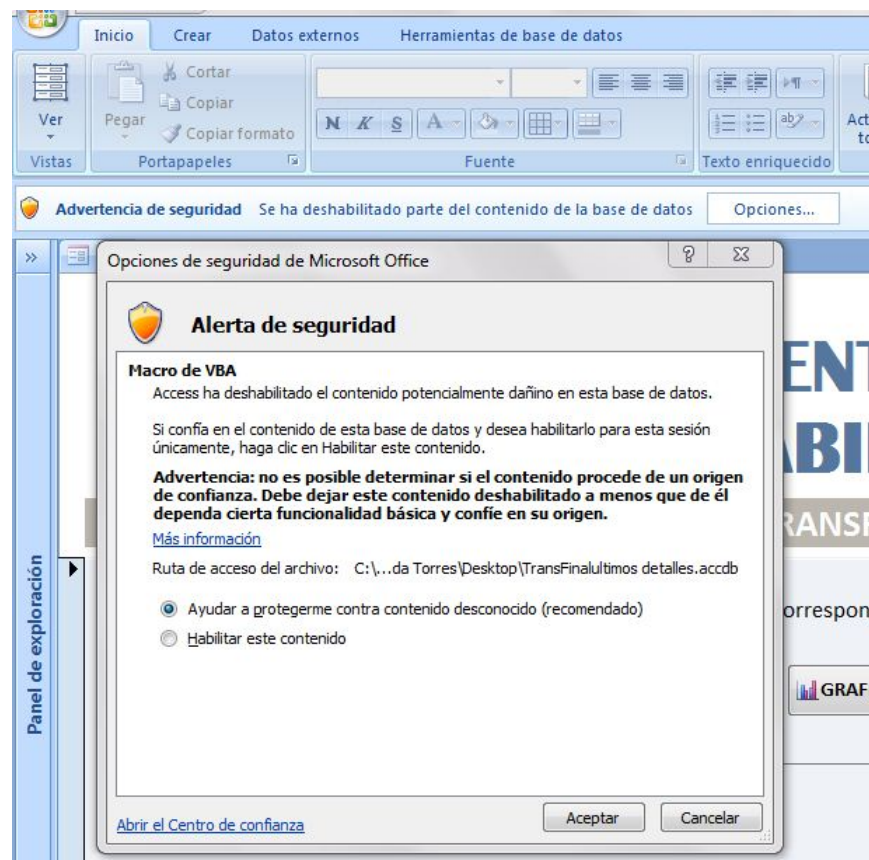 Inicio Crear Datos externos Herramientas de base de datos
Ver
Pegar
Cortar
Copiar
Copiar formato
N K S A
ab
Vistas Portapapeles Fuente Texto enriquecido
Advertencia de seguridad Se ha deshabilitado parte del contenido de la base de datos Opciones...
Opciones de seguridad de Microsoft Office
Alerta de seguridad
Macro de VBA
Access ha deshabilitado el contenido potencialmente dañino en esta base de datos.
Si confía en el contenido de esta base de datos y desea habilitarlo para esta sesión
únicamente, haga clic en Habilitar este contenido.
Advertencia: no es posible determinar si el contenido procede de un origen
de confianza. Debe dejar este contenido deshabilitado a menos que de él
dependa cierta funcionalidad básica y confíe en su origen.
Más información
Ruta de acceso del archivo: C:\...da Torres\Desktop\TransFinalultimos detalles.accdb
Ayudar a protegerme contra contenido desconocido (recomendado)
Habilitar este contenido
Abrir el Centro de confianza
Aceptar
Cancelar
Panel de exploración
ENT
ABI
RANSF
orrespon
GRAF